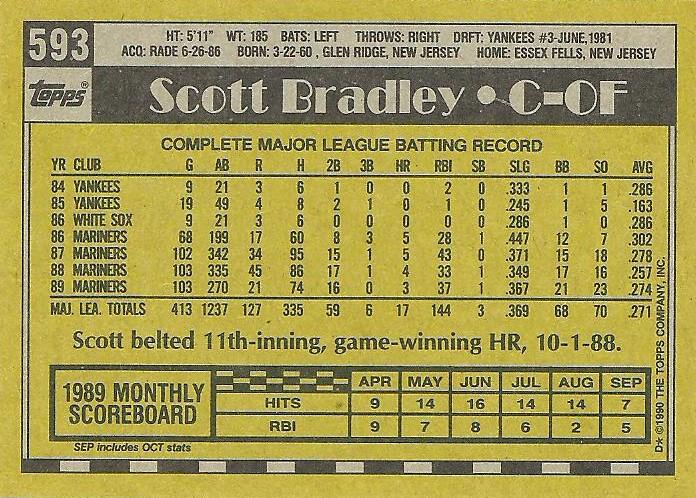 593 HT: 5'11" WT: 185 BATS: LEFT THROWS: RIGHT DRFT: YANKEES #3-JUNE,1981
ACQ: RADE 6-26-86 BORN: 3-22-60 , GLEN RIDGE, NEW JERSEY HOME: ESSEX FELLS, NEW JERSEY
topps® Scott Bradley • C-OF
COMPLETE MAJOR LEAGUE BATTING RECORD
YR CLUB G AB R H 2B 3B HR RBI SB SLG BB SO AVG
84 YANKEES 9 21 3 6 1 0 0 2 0 .333 1 1 .286
85 YANKEES 19 49 4 8 2 1 0 1 0 .245 1 5 .163
86 WHITE SOX 9 21 3 6 0 0 0 0 0 .286 1 0 .286
86 MARINERS 68 199 17 60 8 3 5 28 1 .447 12 7 .302
87 MARINERS 102 342 34 95 15 1 5 43 0 .371 15 18 .278
88 MARINERS 103 335 45 86 17 1 4 33 1 .349 17 16 .257
89 MARINERS 103 270 21 74 16 0 3 37 1 .367 21 23 .274
MAJ. LEA. TOTALS 413 1237 127 335 59 6 17 144 3 .369 68 70 .271
Scott belted 11th-inning, game-winning HR, 10-1-88.
1989 MONTHLY
SCOREBOARD
APR MAY JUN JUL AUG SEP
HITS 9 14 16 14 14 7
RBI 9 7 8 6 2 5
SEP includes OCT stats
D* ©1990 THE TOPPS COMPANY, INC.